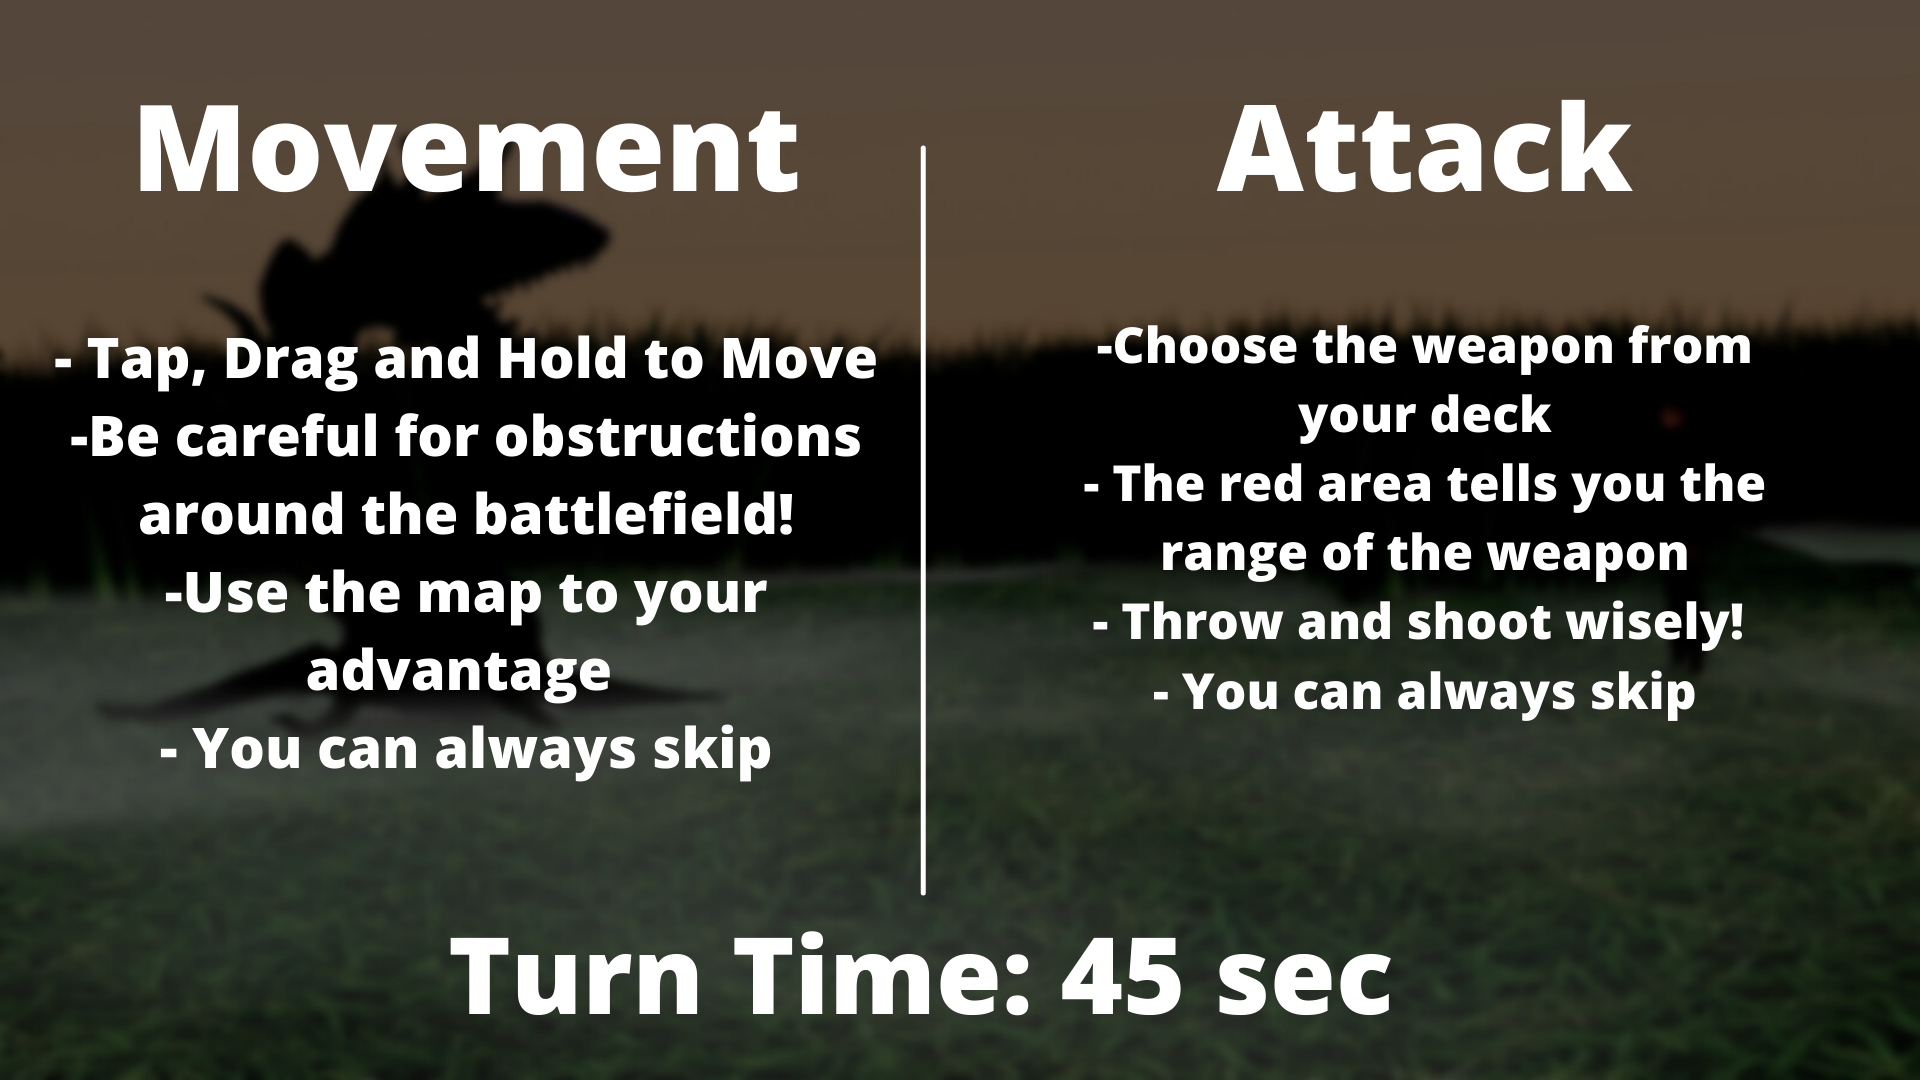 Movement
- Tap, Drag and Hold to Move
-Be careful for obstructions
around the battlefield!
-Use the map to your
advantage
- You can always skip
Attack
-Choose the weapon from
your deck
- The red area tells you the
range of the weapon
- Throw and shoot wisely!
- You can always skip
Turn Time: 45 sec